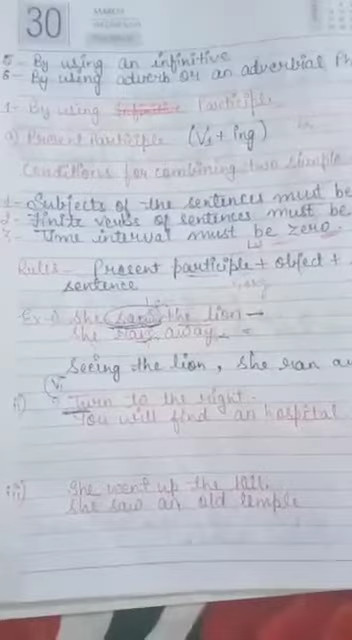 30
MARCH
5- By using an infinitive
6- By using adverb or an adverbial Ph
1- By using Participle
a) Present Participle (V1 + ing)
Conditions for combining two simple
1- Subjects of the sentences must be
2- Finite verbs of sentences must be
3- Time interval must be zero.
Rules- Present participle + object +
sentence
Ex- i) She saw the lion -
She ran away.
Seeing the lion, she ran aw
ii) Turn to the right.
You will find an hospital
iii) She went up the hill.
She saw an old temple